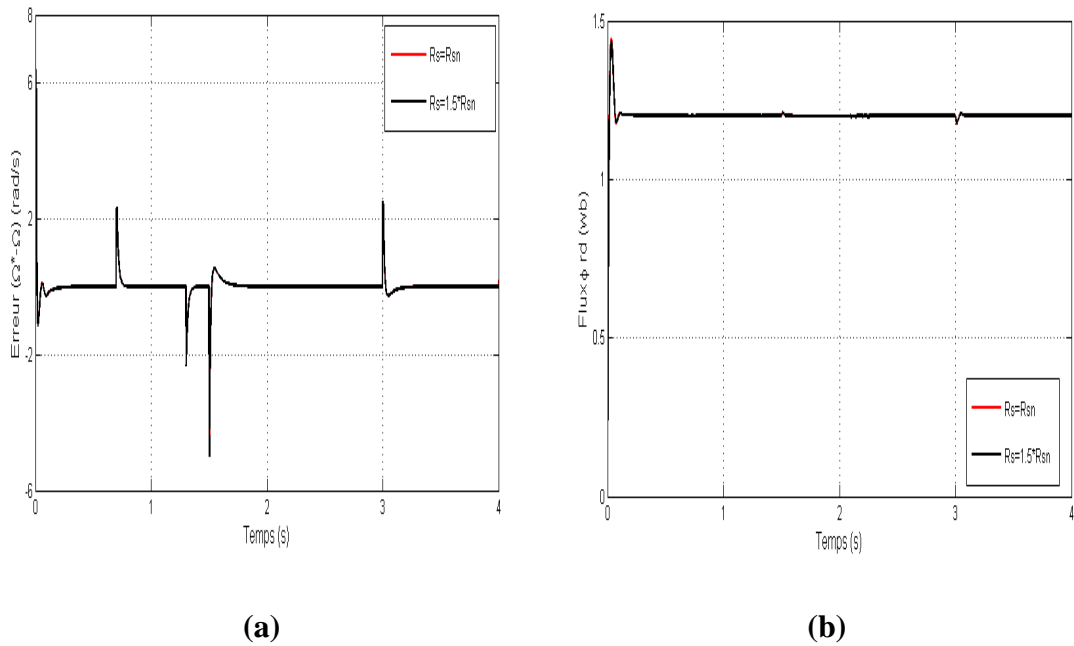 8
6
2
-2
-6
0
1
2
3
4
Erreur (Ω*-Ω) (rad/s)
Temps (s)
Rs=Rsn
Rs=1.5*Rsn
(a)
1.5
1
0.5
0
0
1
2
3
4
Flux ϕ rd (wb)
Temps (s)
Rs=Rsn
Rs=1.5*Rsn
(b)